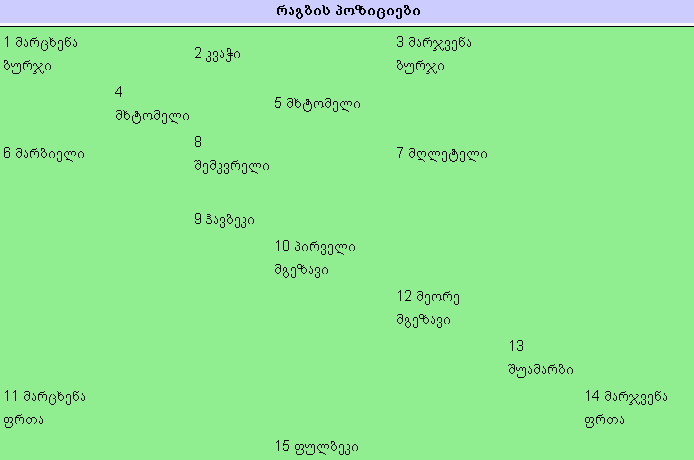 რაგბის პოზიციები
1 მარცხენა
ბურჯი
2 კვაჭი
3 მარჯვენა
ბურჯი
4
მხტომელი
5 მხტომელი
6 მარბიელი
8
შემკვრელი
7 მღლეტელი
9 ჰავბეკი
10 პირველი
მგეზავი
12 მეორე
მგეზავი
13
შუამარბი
11 მარცხენა
ფრთა
14 მარჯვენა
ფრთა
15 ფულბეკი